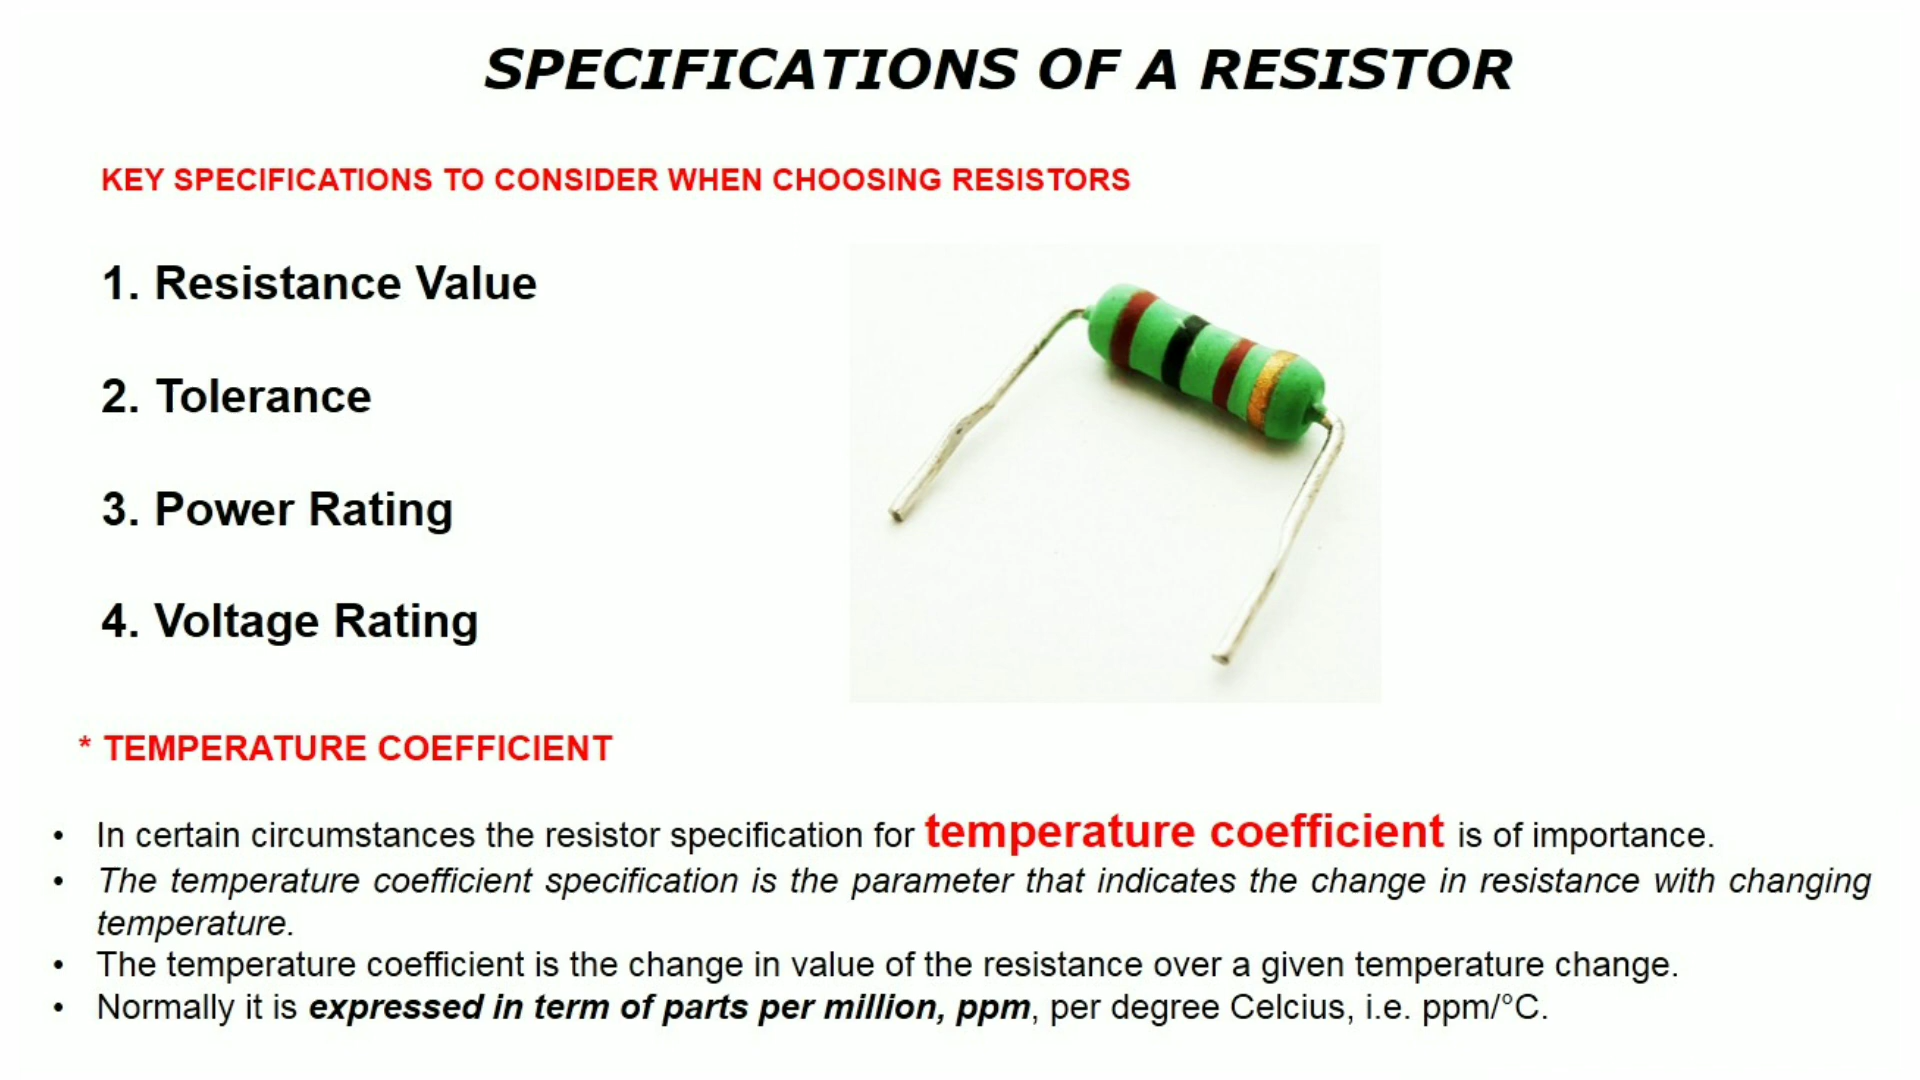 SPECIFICATIONS OF A RESISTOR
KEY SPECIFICATIONS TO CONSIDER WHEN CHOOSING RESISTORS
1. Resistance Value
2. Tolerance
3. Power Rating
4. Voltage Rating
* TEMPERATURE COEFFICIENT
• In certain circumstances the resistor specification for temperature coefficient is of importance.
• The temperature coefficient specification is the parameter that indicates the change in resistance with changing
temperature.
• The temperature coefficient is the change in value of the resistance over a given temperature change.
• Normally it is expressed in term of parts per million, ppm, per degree Celcius, i.e. ppm/°C.